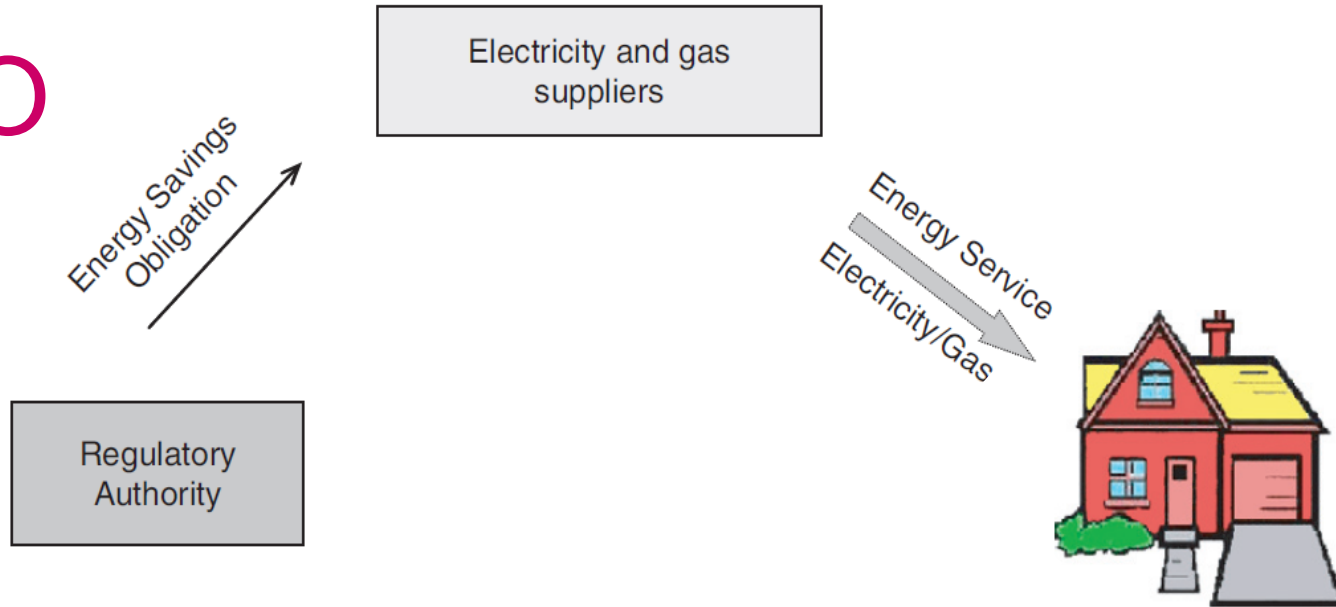 Electricity and gas
suppliers
Energy Savings
Obligation
Energy Service
Electricity/Gas
Regulatory
Authority